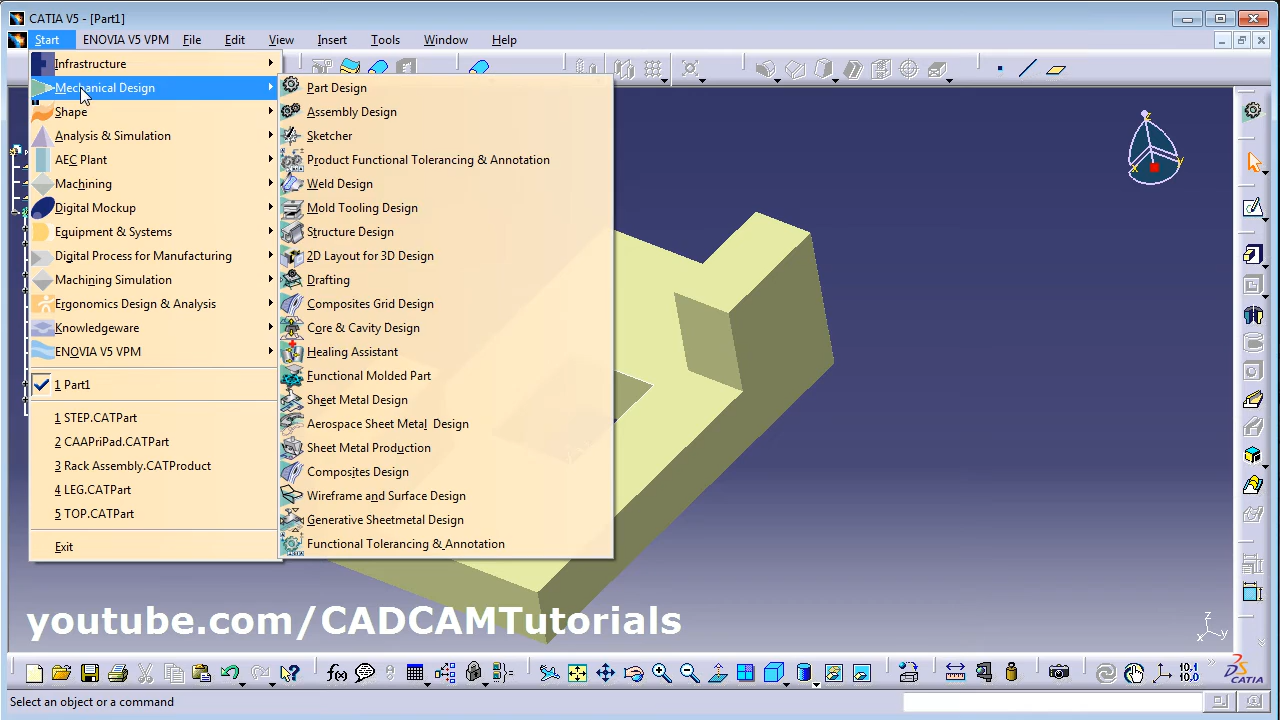 CATIA V5 - [Part1]
Start ENOVIA V5 VPM File Edit View Insert Tools Window Help
Infrastructure
Mechanical Design
Shape
Analysis & Simulation
AEC Plant
Machining
Digital Mockup
Equipment & Systems
Digital Process for Manufacturing
Machining Simulation
Ergonomics Design & Analysis
Knowledgeware
ENOVIA V5 VPM
1 Part1
1 STEP.CATPart
2 CAAPriPad.CATPart
3 Rack Assembly.CATProduct
4 LEG.CATPart
5 TOP.CATPart
Exit
Part Design
Assembly Design
Sketcher
Product Functional Tolerancing & Annotation
Weld Design
Mold Tooling Design
Structure Design
2D Layout for 3D Design
Drafting
Composites Grid Design
Core & Cavity Design
Healing Assistant
Functional Molded Part
Sheet Metal Design
Aerospace Sheet Metal Design
Sheet Metal Production
Composites Design
Wireframe and Surface Design
Generative Sheetmetal Design
Functional Tolerancing & Annotation
z
x y
z
x y
youtube.com/CADCAMTutorials
f(x)
10.1
10.0
CATIA
Select an object or a command